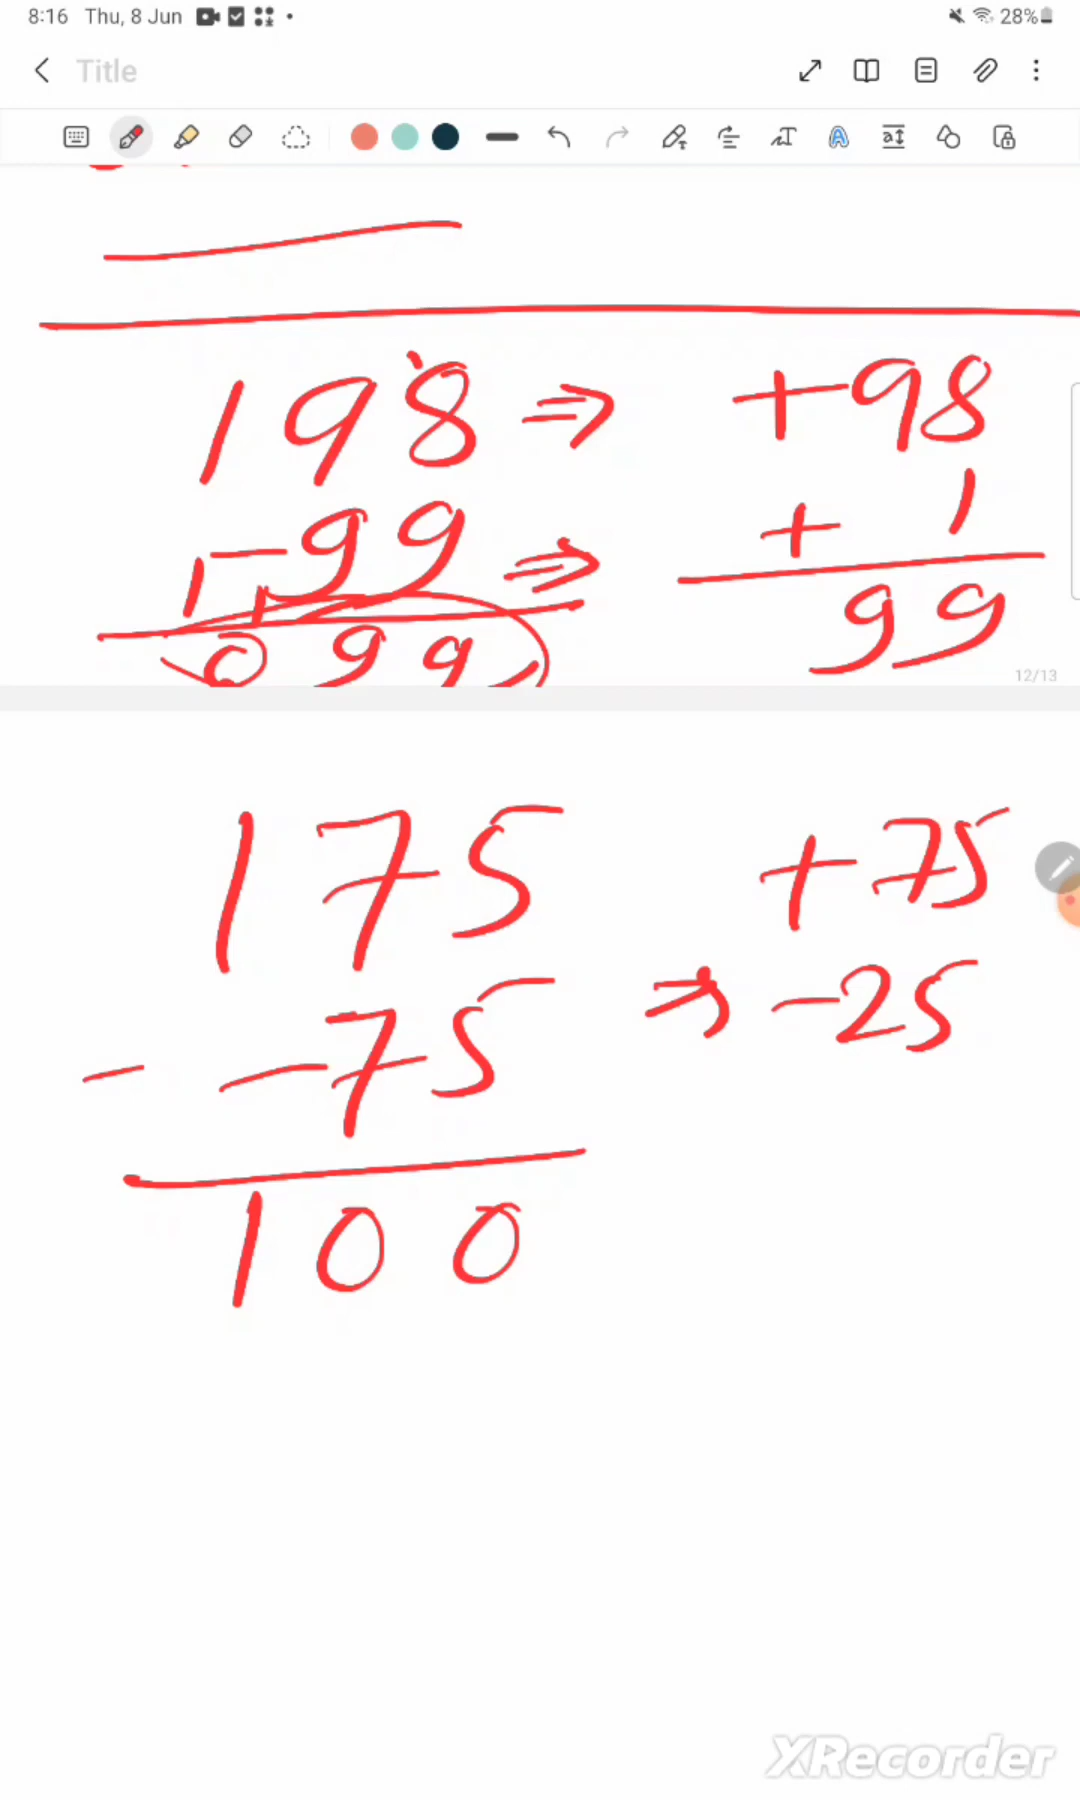 8:16 Thu, 8 Jun 28%
Title
198 ⇒ +98
-99 ⇒ + 1
099 99
12/13
175 +75
- -75 ⇒ -25
100
XRecorder